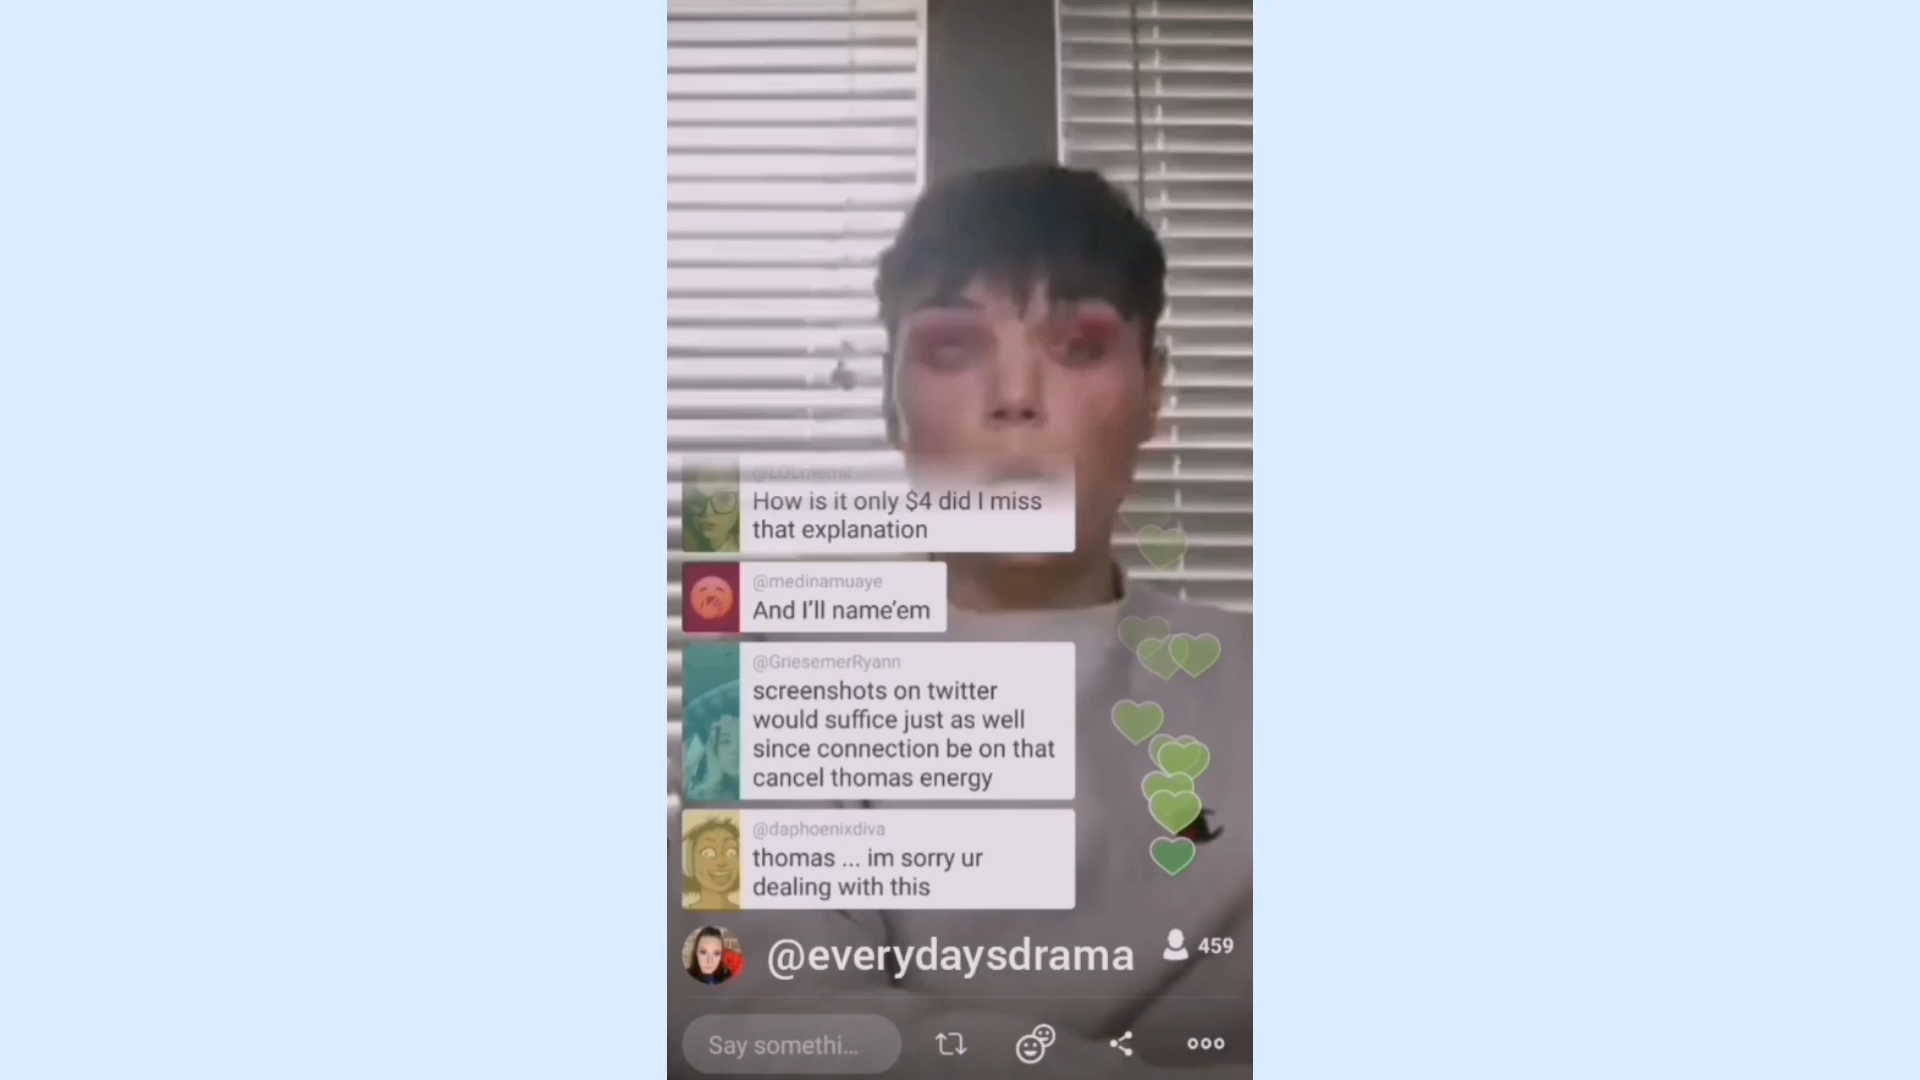 @LULmemii
How is it only $4 did I miss
that explanation
@medinamuaye
And I'll name'em
@GriesemerRyann
screenshots on twitter
would suffice just as well
since connection be on that
cancel thomas energy
@daphoenixdiva
thomas ... im sorry ur
dealing with this
@everydaysdrama
459
Say somethi...